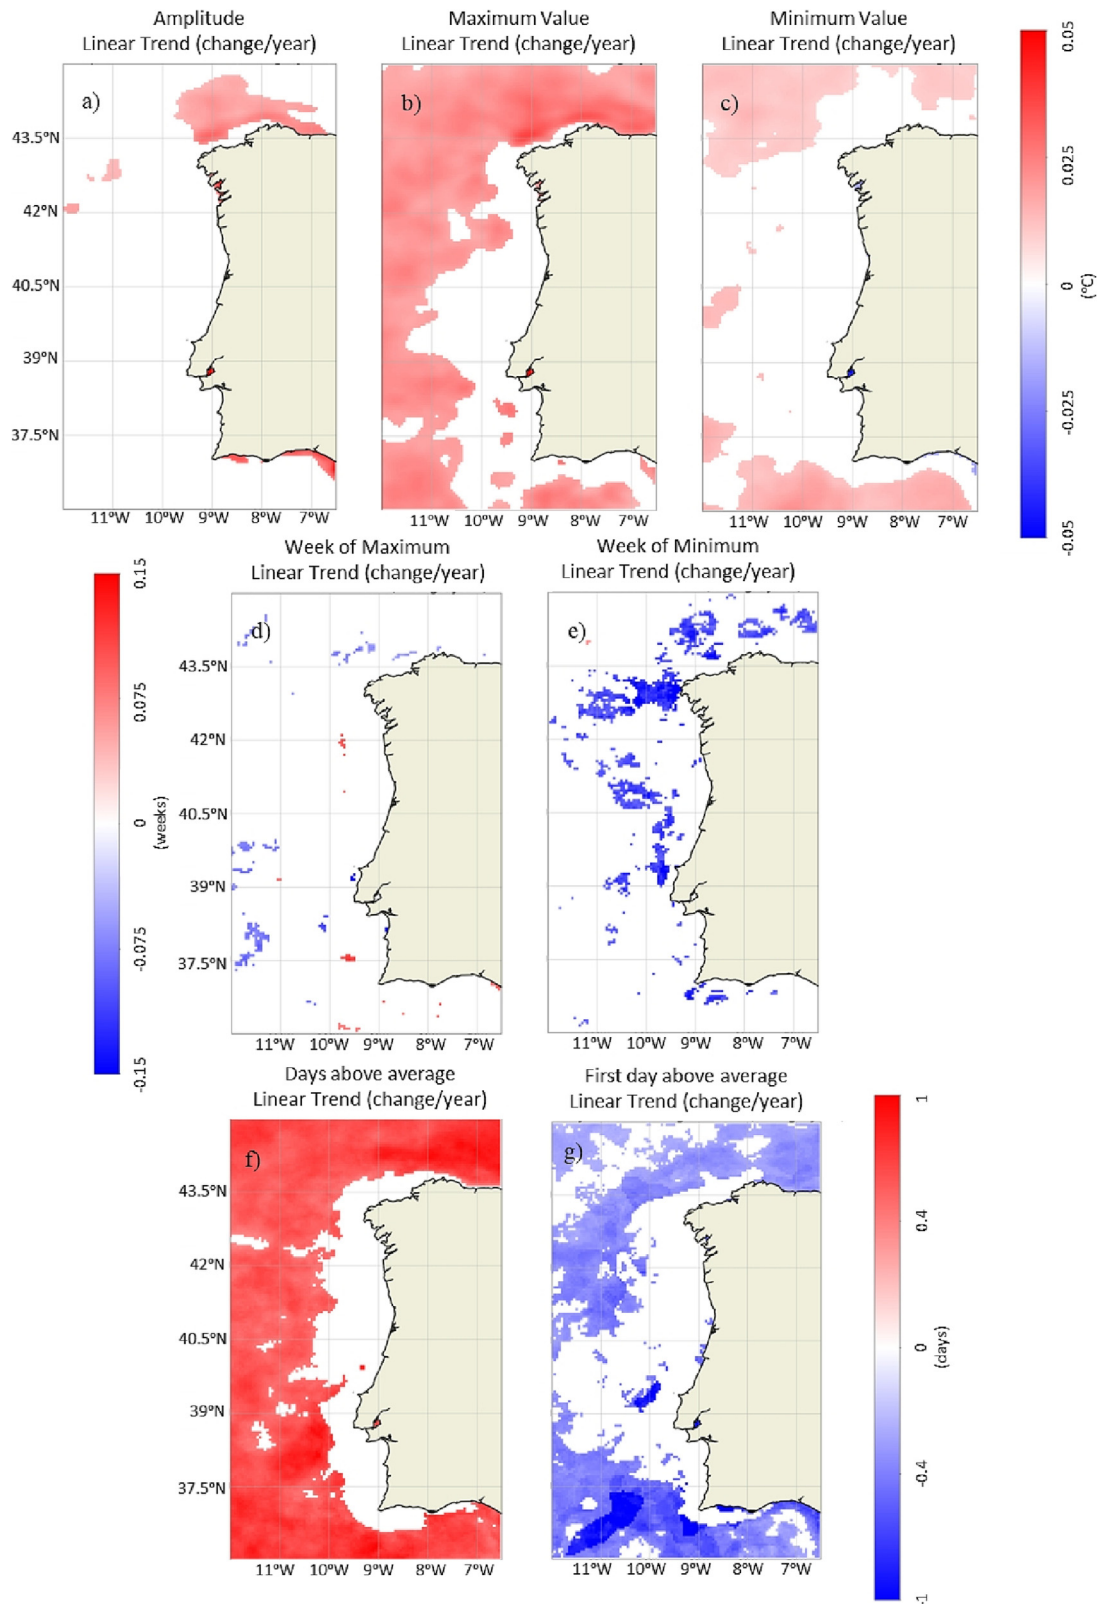 Amplitude
Linear Trend (change/year)
Maximum Value
Linear Trend (change/year)
Minimum Value
Linear Trend (change/year)
a)
b)
c)
43.5°N
42°N
40.5°N
39°N
37.5°N
11°W 10°W 9°W 8°W 7°W
11°W 10°W 9°W 8°W 7°W
11°W 10°W 9°W 8°W 7°W
0.05
0.025
0
-0.025
-0.05
(°C)
Week of Maximum
Linear Trend (change/year)
Week of Minimum
Linear Trend (change/year)
0.15
0.075
0
-0.075
-0.15
(weeks)
d)
e)
43.5°N
42°N
40.5°N
39°N
37.5°N
11°W 10°W 9°W 8°W 7°W
11°W 10°W 9°W 8°W 7°W
Days above average
Linear Trend (change/year)
First day above average
Linear Trend (change/year)
f)
g)
43.5°N
42°N
40.5°N
39°N
37.5°N
11°W 10°W 9°W 8°W 7°W
11°W 10°W 9°W 8°W 7°W
1
0.4
0
-0.4
-1
(days)